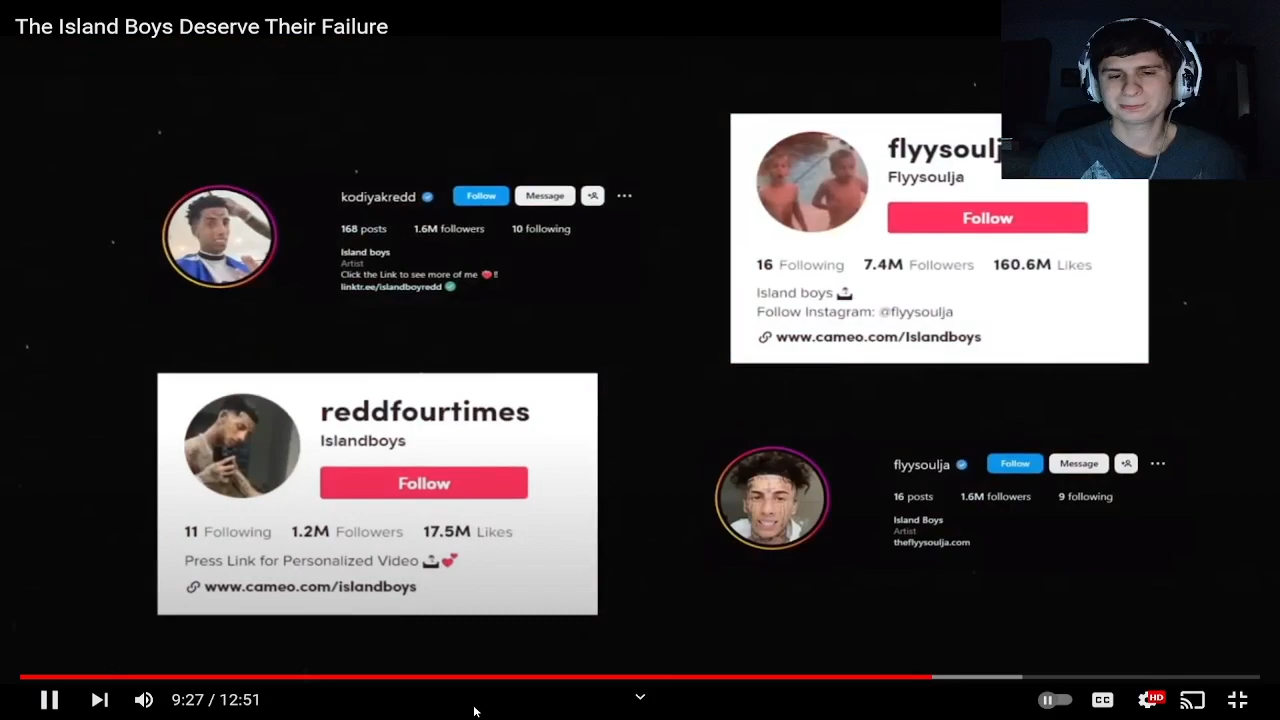 The Island Boys Deserve Their Failure
kodiyakredd Follow Message
168 posts 1.6M followers 10 following
Island boys
Artist
Click the Link to see more of me
linktr.ee/islandboyredd
flyysoulj
Flyysoulja
Follow
16 Following 7.4M Followers 160.6M Likes
Island boys
Follow Instagram: @flyysoulja
www.cameo.com/Islandboys
reddfourtimes
Islandboys
Follow
11 Following 1.2M Followers 17.5M Likes
Press Link for Personalized Video
www.cameo.com/islandboys
flyysoulja Follow Message
16 posts 1.6M followers 9 following
Island Boys
Artist
theflyysoulja.com
9:27 / 12:51
CC
HD